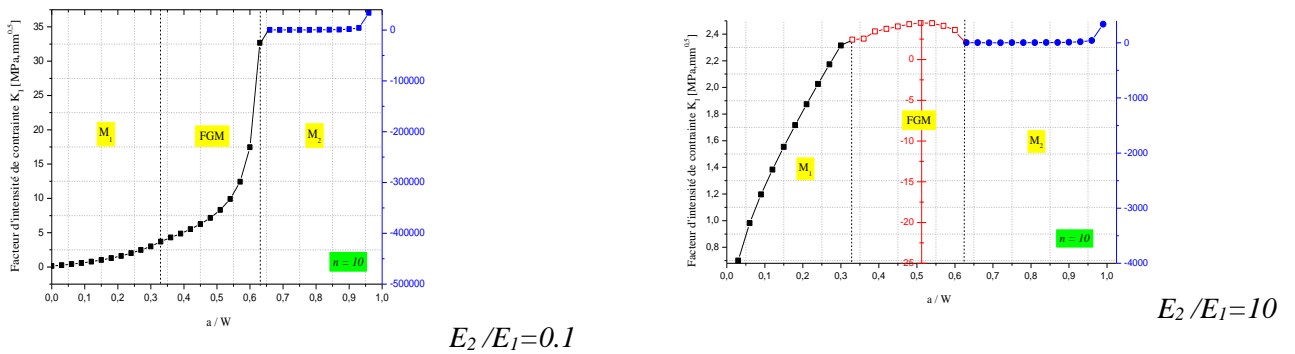 Facteur d'intensité de contrainte K_I [MPa,mm^0.5]
35
30
25
20
15
10
5
0
M_1
FGM
M_2
n = 10
0
-100000
-200000
-300000
-400000
-500000
0,0 0,1 0,2 0,3 0,4 0,5 0,6 0,7 0,8 0,9 1,0
a / W
E_2 /E_1=0.1
Facteur d'intensité de contrainte K_I [MPa,mm^0.5]
2,4
2,2
2,0
1,8
1,6
1,4
1,2
1,0
0,8
M_1
FGM
M_2
n = 10
0
-5
-10
-15
-20
-25
0
-1000
-2000
-3000
-4000
0,0 0,1 0,2 0,3 0,4 0,5 0,6 0,7 0,8 0,9 1,0
a / W
E_2 /E_1=10